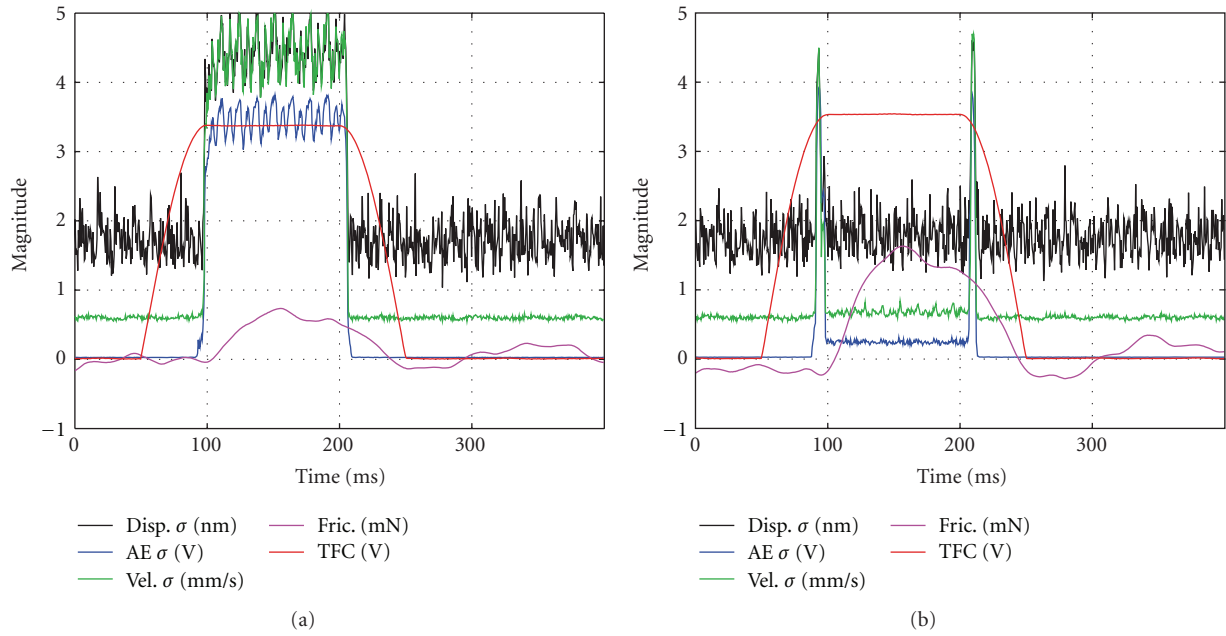 5
4
3
2
1
0
−1
0
100
200
300
Magnitude
Time (ms)
Disp. σ (nm)
AE σ (V)
Vel. σ (mm/s)
Fric. (mN)
TFC (V)
(a)
5
4
3
2
1
0
−1
0
100
200
300
Magnitude
Time (ms)
Disp. σ (nm)
AE σ (V)
Vel. σ (mm/s)
Fric. (mN)
TFC (V)
(b)